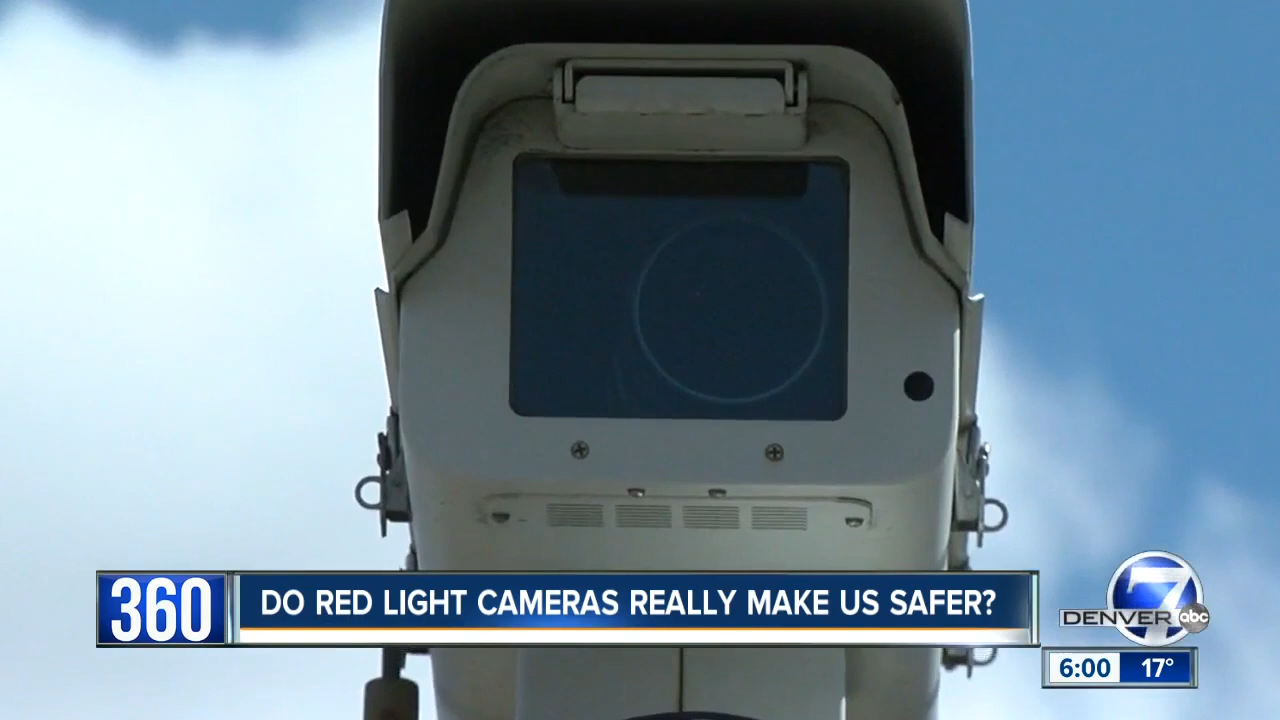 360
DO RED LIGHT CAMERAS REALLY MAKE US SAFER?
DENVER 7 abc
6:00 17°